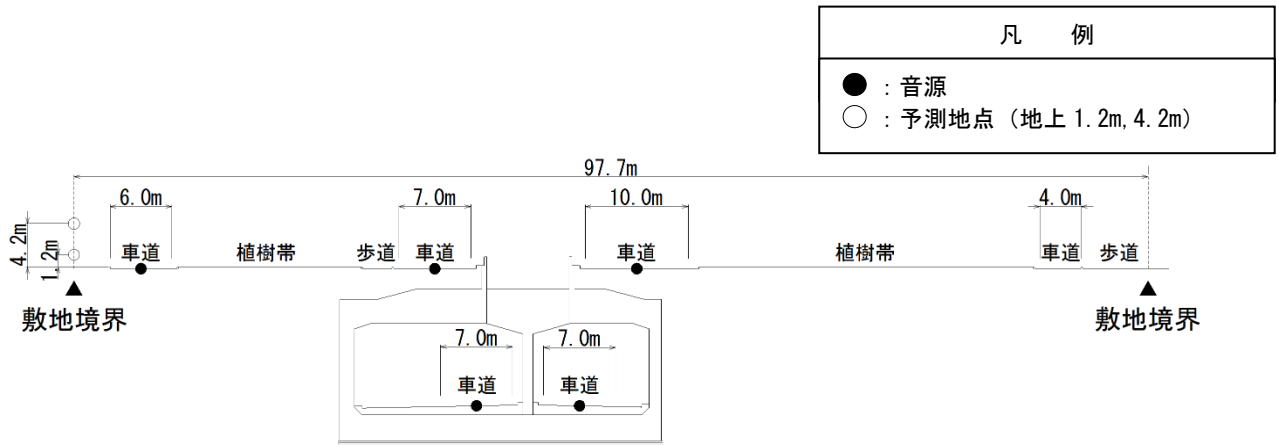 凡　例
● : 音源
○ : 予測地点 (地上 1.2m, 4.2m)
97.7m
6.0m 7.0m 10.0m 4.0m
4.2m
1.2m
車道 植樹帯 歩道 車道 車道 植樹帯 車道 歩道
敷地境界 敷地境界
7.0m 7.0m
車道 車道